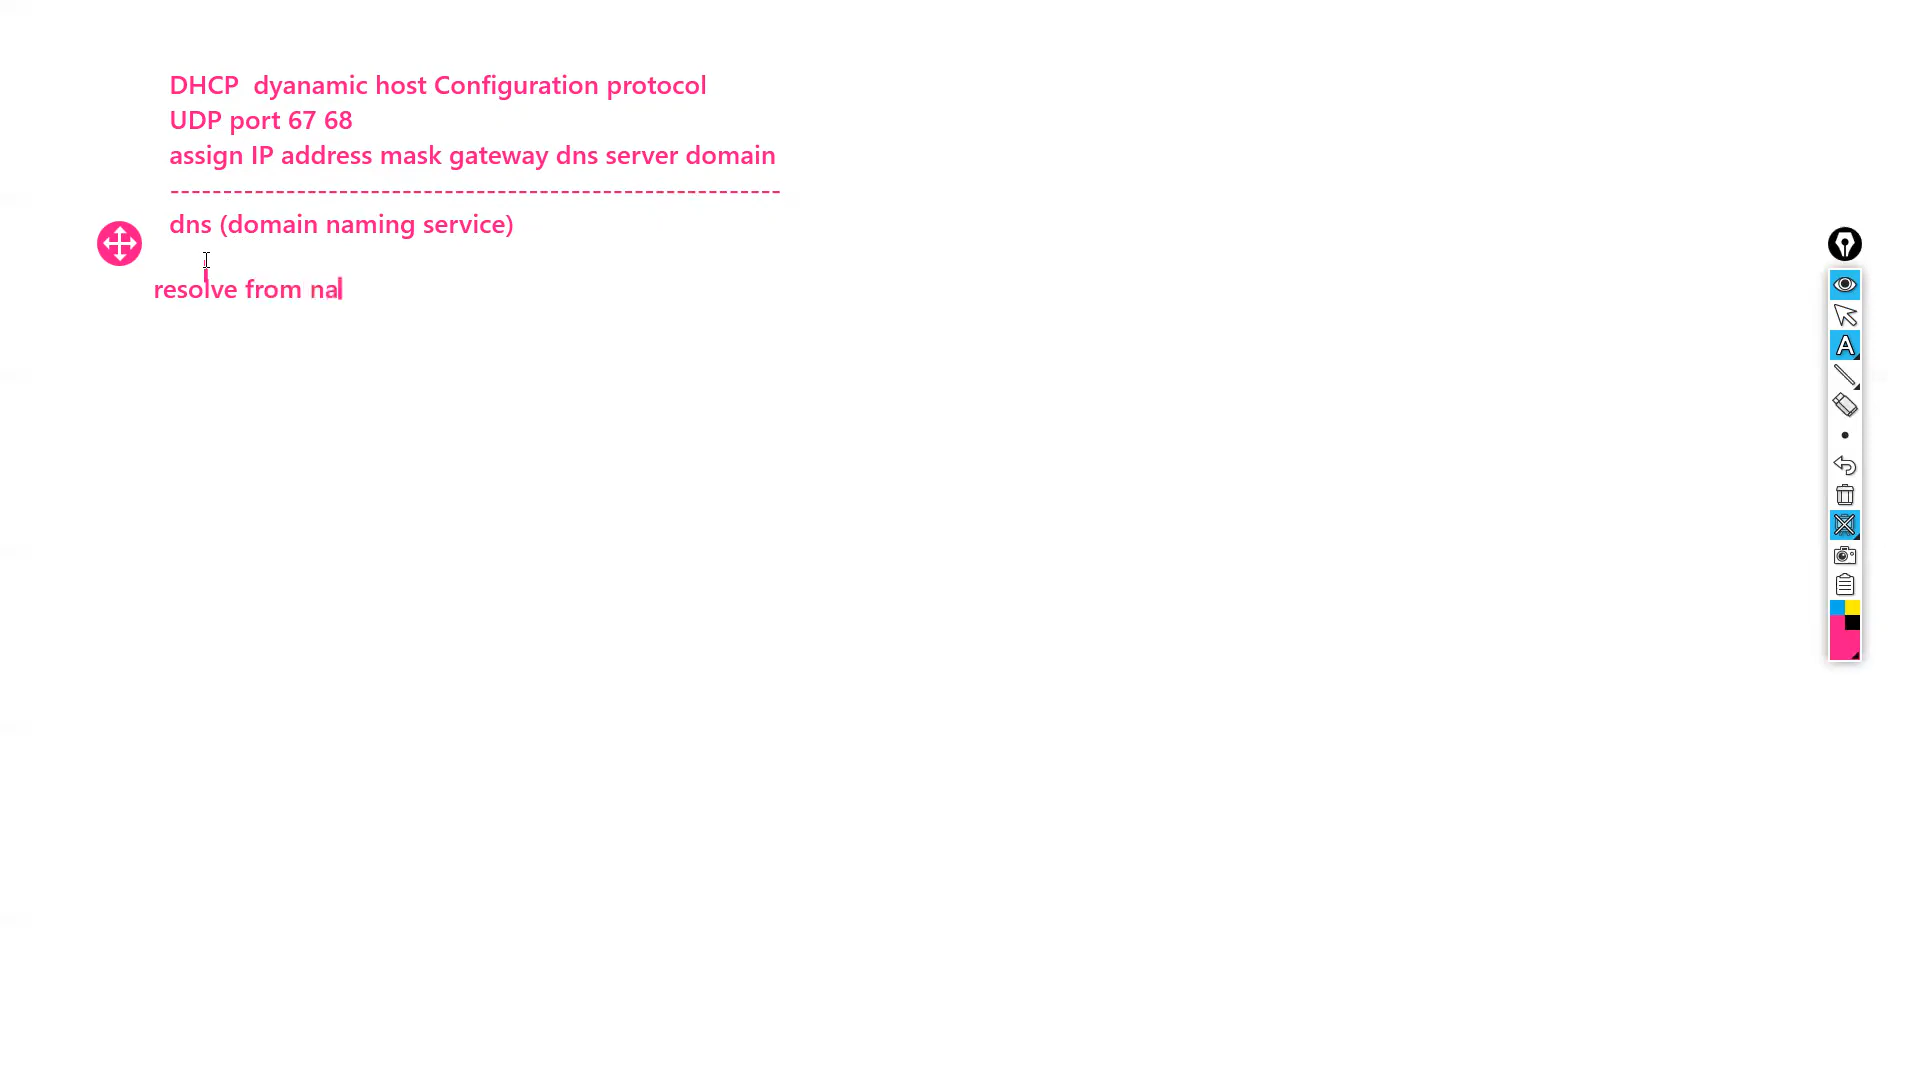 DHCP  dyanamic host Configuration protocol
UDP port 67 68
assign IP address mask gateway dns server domain
----------------------------------------------------------
dns (domain naming service)
resolve from na
A